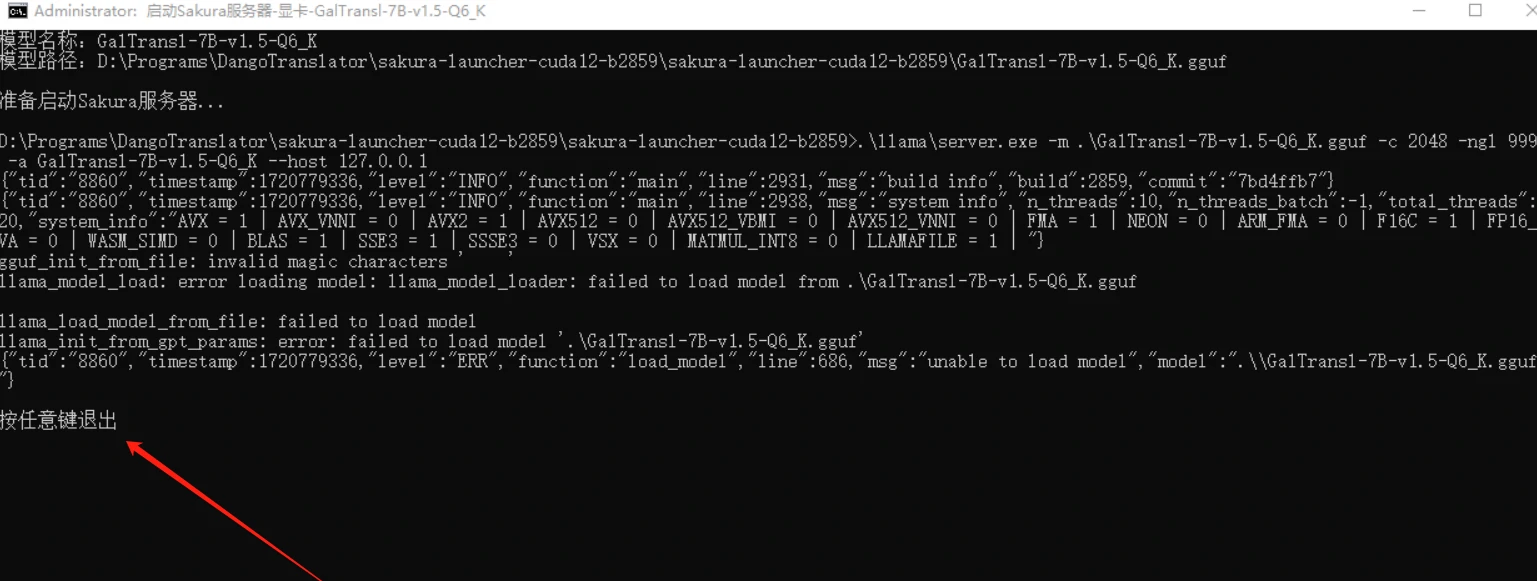 Administrator: 启动Sakura服务器-显卡-GalTransl-7B-v1.5-Q6_K
模型名称：GalTransl-7B-v1.5-Q6_K
模型路径：D:\Programs\DangoTranslator\sakura-launcher-cuda12-b2859\sakura-launcher-cuda12-b2859\GalTransl-7B-v1.5-Q6_K.gguf
准备启动Sakura服务器...
D:\Programs\DangoTranslator\sakura-launcher-cuda12-b2859\sakura-launcher-cuda12-b2859>.\llama\server.exe -m .\GalTransl-7B-v1.5-Q6_K.gguf -c 2048 -ngl 999
-a GalTransl-7B-v1.5-Q6_K --host 127.0.0.1
{"tid":"8860","timestamp":1720779336,"level":"INFO","function":"main","line":2931,"msg":"build info","build":2859,"commit":"7bd4ffb7"}
{"tid":"8860","timestamp":1720779336,"level":"INFO","function":"main","line":2938,"msg":"system info","n_threads":10,"n_threads_batch":-1,"total_threads":
20,"system_info":"AVX = 1 | AVX_VNNI = 0 | AVX2 = 1 | AVX512 = 0 | AVX512_VBMI = 0 | AVX512_VNNI = 0 | FMA = 1 | NEON = 0 | ARM_FMA = 0 | F16C = 1 | FP16_
VA = 0 | WASM_SIMD = 0 | BLAS = 1 | SSE3 = 1 | SSSE3 = 0 | VSX = 0 | MATMUL_INT8 = 0 | LLAMAFILE = 1 | "}
gguf_init_from_file: invalid magic characters '    '
llama_model_load: error loading model: llama_model_loader: failed to load model from .\GalTransl-7B-v1.5-Q6_K.gguf
llama_load_model_from_file: failed to load model
llama_init_from_gpt_params: error: failed to load model '.\GalTransl-7B-v1.5-Q6_K.gguf'
{"tid":"8860","timestamp":1720779336,"level":"ERR","function":"load_model","line":686,"msg":"unable to load model","model":".\\GalTransl-7B-v1.5-Q6_K.gguf
"}
按任意键退出